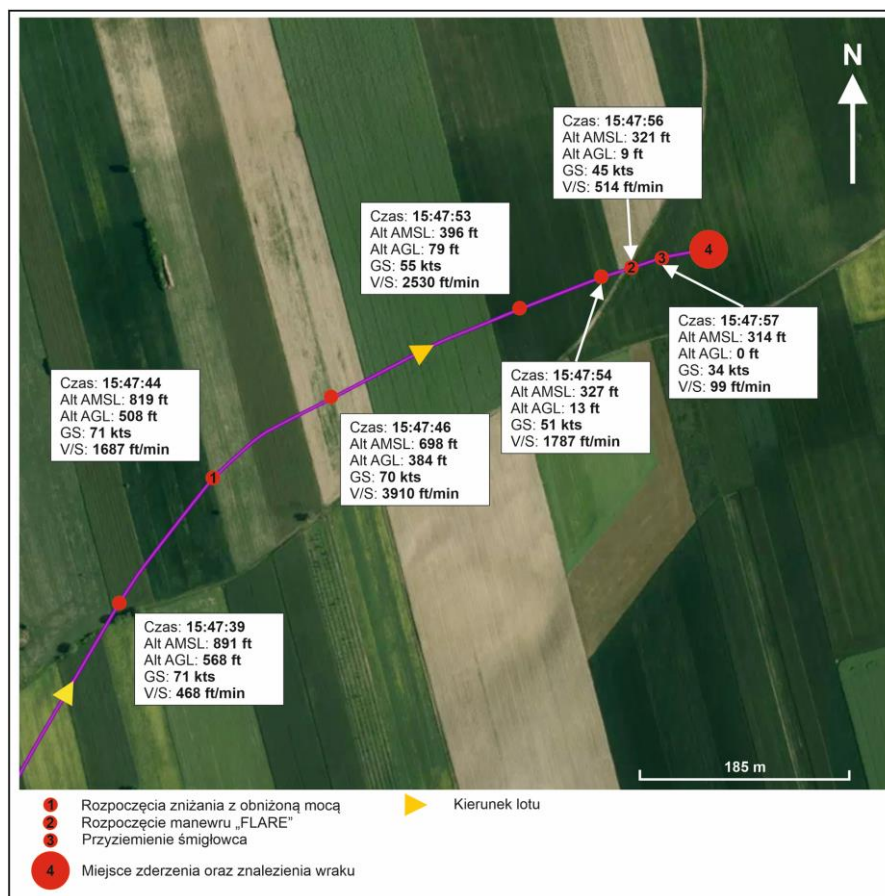 N
Czas: 15:47:56
Alt AMSL: 321 ft
Alt AGL: 9 ft
GS: 45 kts
V/S: 514 ft/min
Czas: 15:47:53
Alt AMSL: 396 ft
Alt AGL: 79 ft
GS: 55 kts
V/S: 2530 ft/min
4
2
3
Czas: 15:47:57
Alt AMSL: 314 ft
Alt AGL: 0 ft
GS: 34 kts
V/S: 99 ft/min
Czas: 15:47:54
Alt AMSL: 327 ft
Alt AGL: 13 ft
GS: 51 kts
V/S: 1787 ft/min
Czas: 15:47:44
Alt AMSL: 819 ft
Alt AGL: 508 ft
GS: 71 kts
V/S: 1687 ft/min
Czas: 15:47:46
Alt AMSL: 698 ft
Alt AGL: 384 ft
GS: 70 kts
V/S: 3910 ft/min
1
Czas: 15:47:39
Alt AMSL: 891 ft
Alt AGL: 568 ft
GS: 71 kts
V/S: 468 ft/min
185 m
1 Rozpoczęcia zniżania z obniżoną mocą
2 Rozpoczęcie manewru „FLARE”
3 Przyziemienie śmigłowca
4 Miejsce zderzenia oraz znalezienia wraku
Kierunek lotu